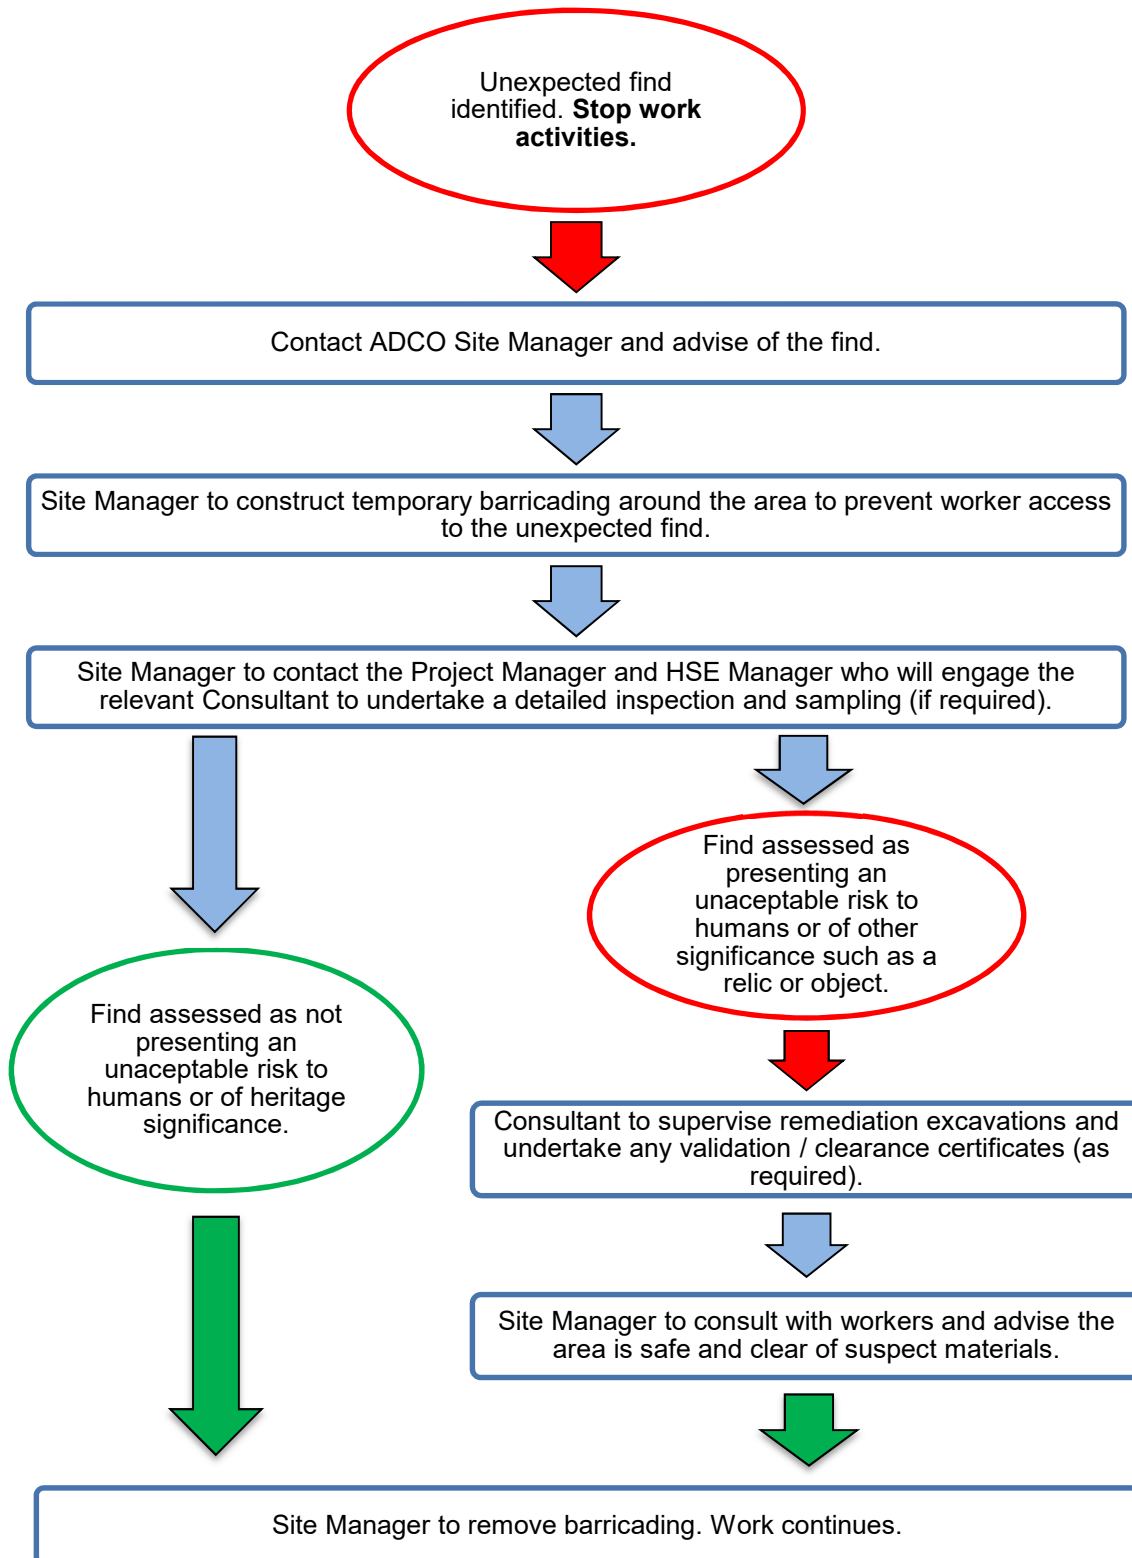 Unexpected find
identified. Stop work
activities.
Contact ADCO Site Manager and advise of the find.
Site Manager to construct temporary barricading around the area to prevent worker access
to the unexpected find.
Site Manager to contact the Project Manager and HSE Manager who will engage the
relevant Consultant to undertake a detailed inspection and sampling (if required).
Find assessed as
presenting an
unacceptable risk to
humans or of other
significance such as a
relic or object.
Find assessed as not
presenting an
unacceptable risk to
humans or of heritage
significance.
Consultant to supervise remediation excavations and
undertake any validation / clearance certificates (as
required).
Site Manager to consult with workers and advise the
area is safe and clear of suspect materials.
Site Manager to remove barricading. Work continues.